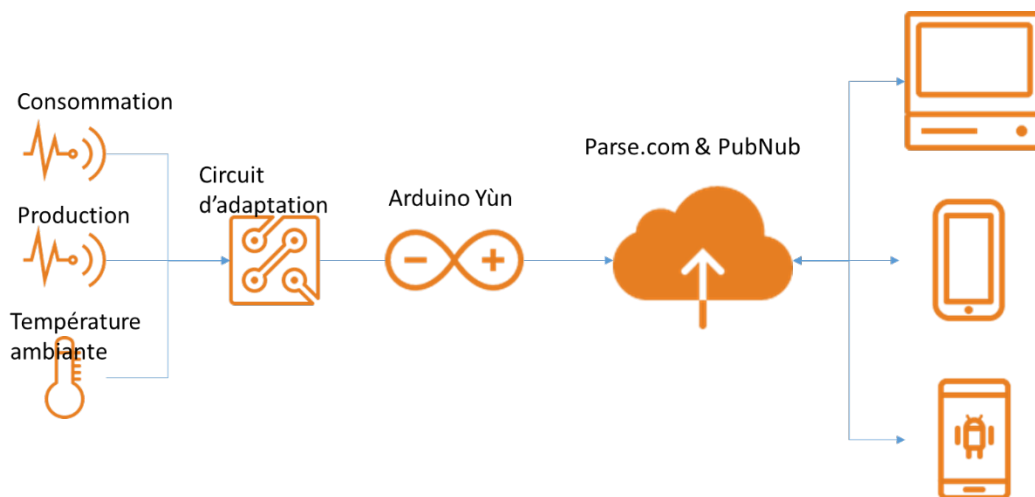 Consommation
Production
Température
ambiante
Circuit
d’adaptation
Arduino Yùn
Parse.com & PubNub